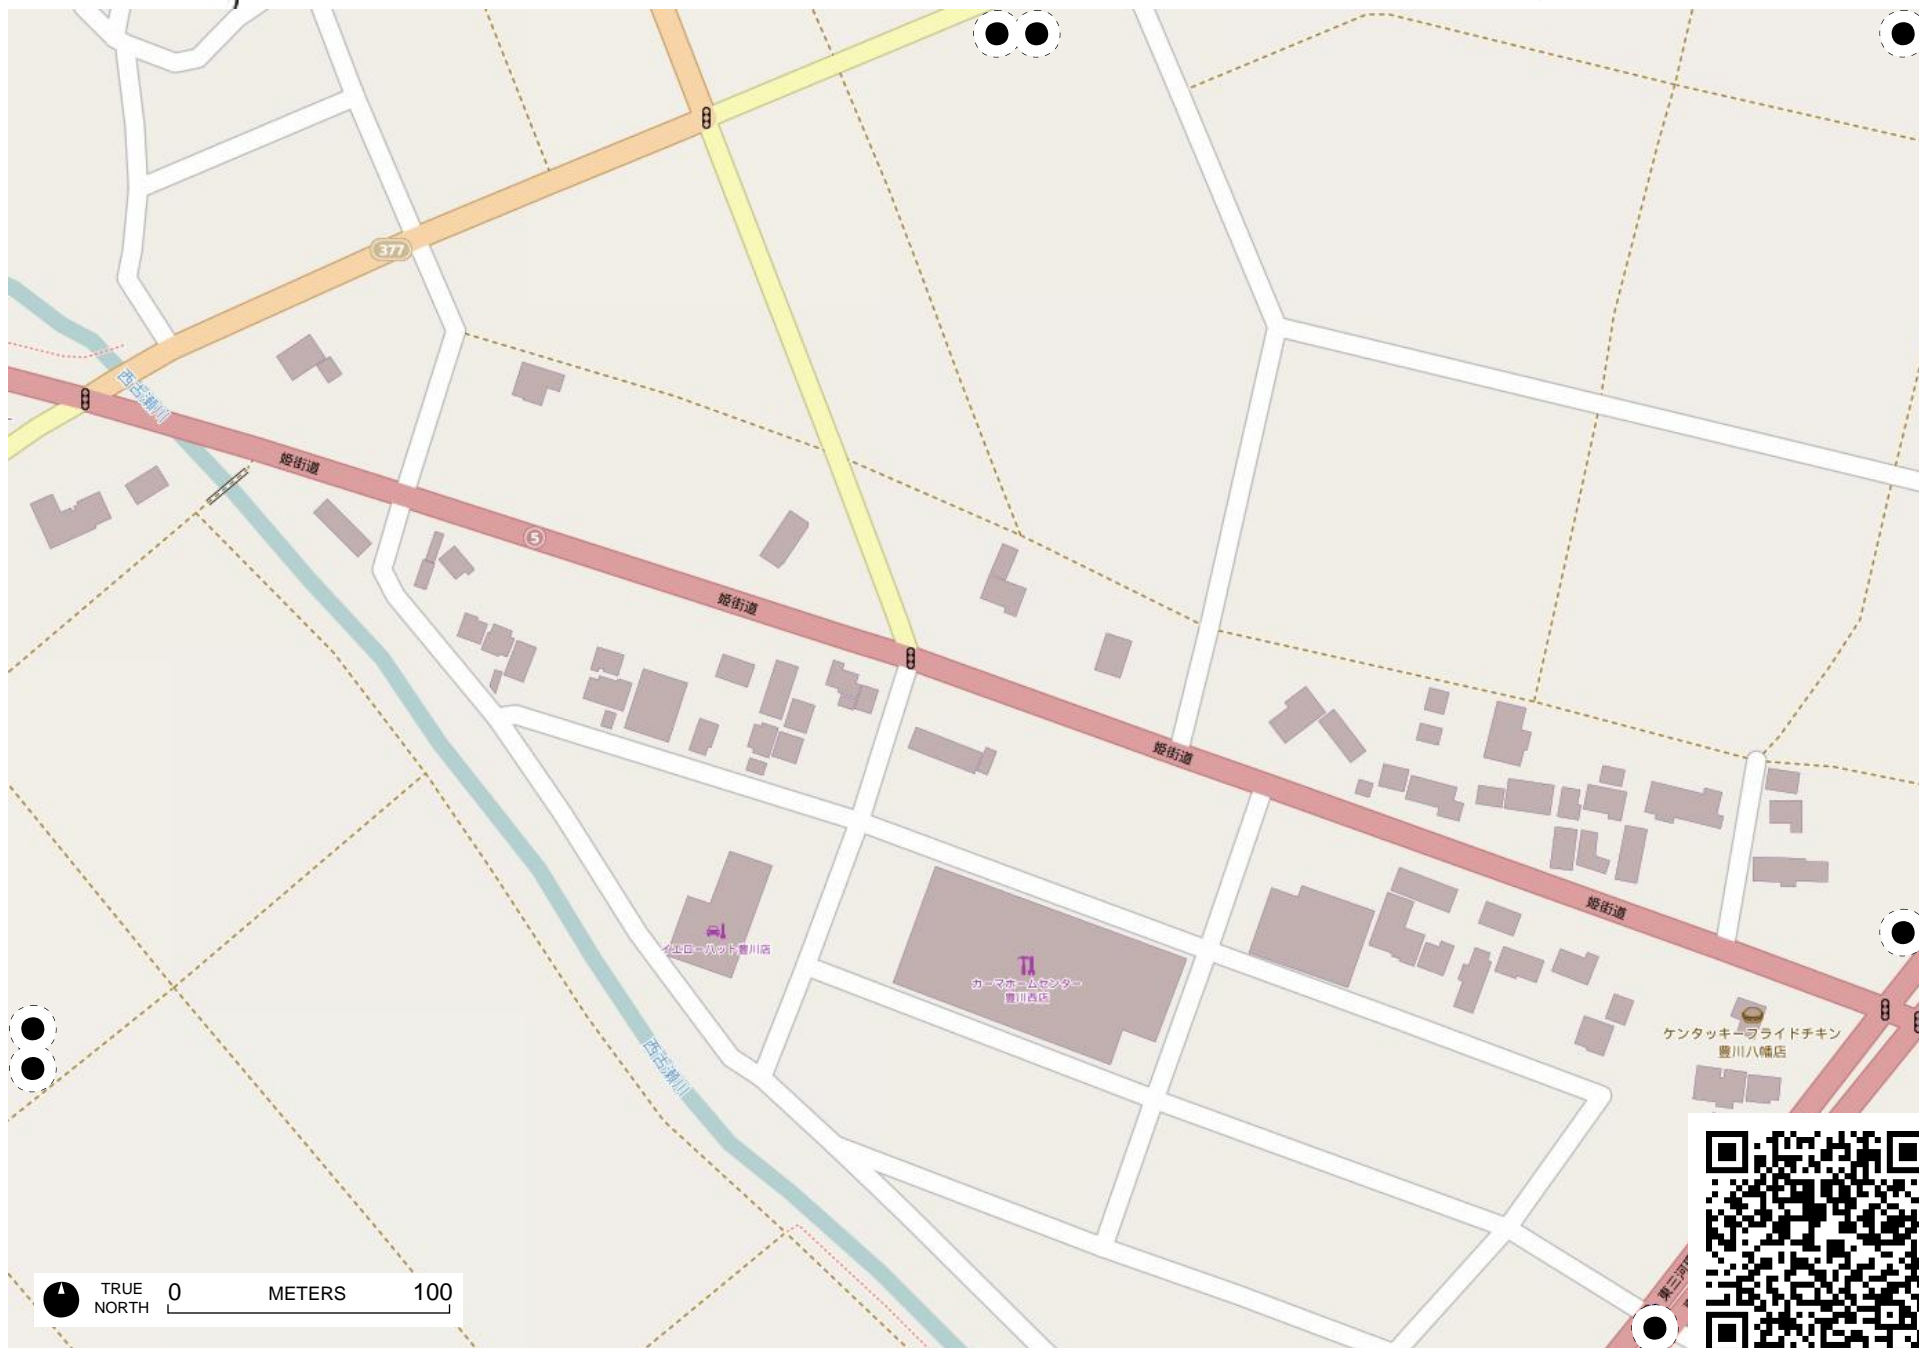 377
西古瀬川
姫街道
5
姫街道
姫街道
姫街道
イエローハット豊川店
カーマホームセンター
豊川西店
ケンタッキーフライドチキン
豊川八幡店
西古瀬川
東三河
TRUE
NORTH
0 METERS 100